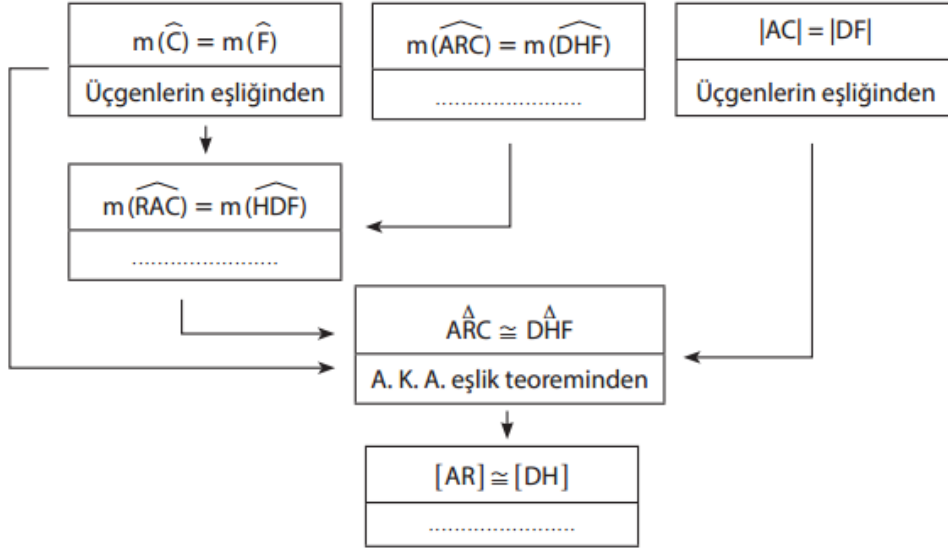 m(Ĉ) = m(F̂)
Üçgenlerin eşliğinden
m(ARC) = m(DHF)
........................
|AC| = |DF|
Üçgenlerin eşliğinden
m(RAC) = m(HDF)
........................
Δ Δ
ARC ≅ DHF
A. K. A. eşlik teoreminden
[AR] ≅ [DH]
........................